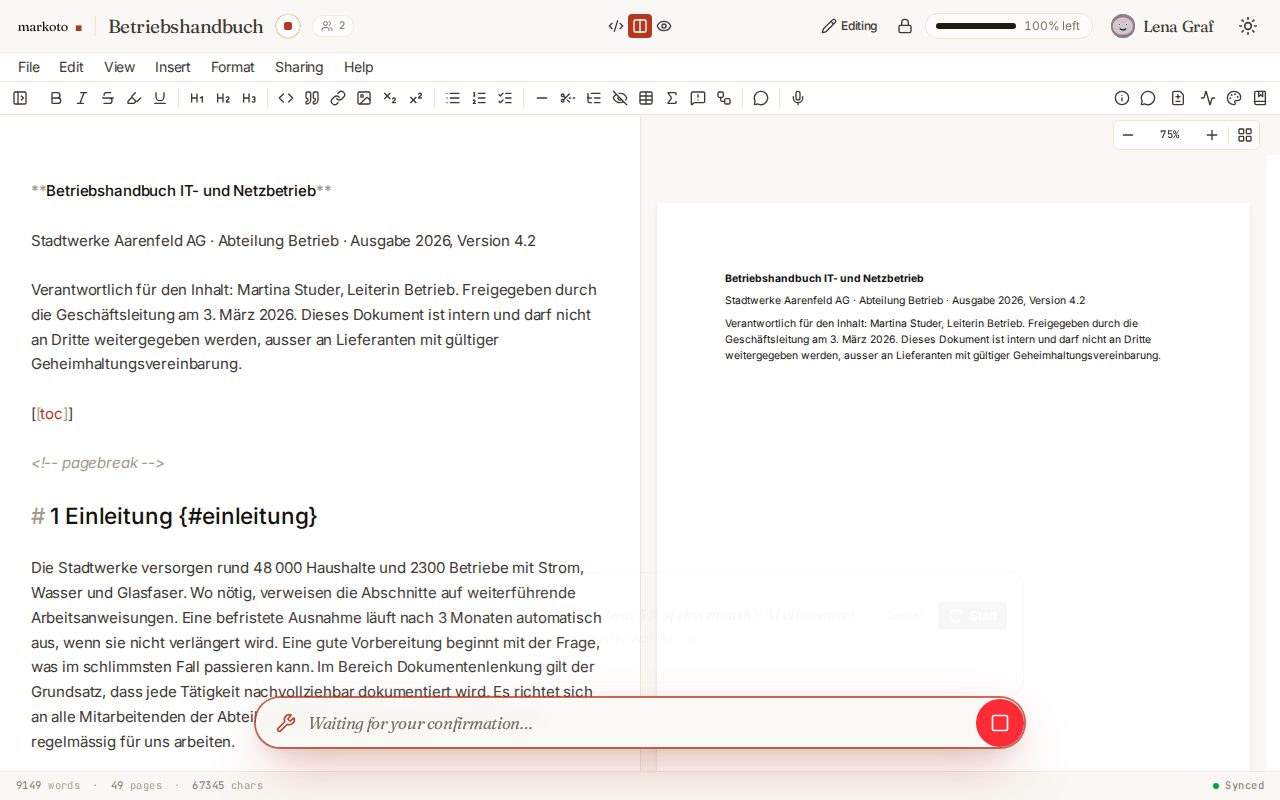 markoto
Betriebshandbuch
2
Editing
100% left
Lena Graf
File Edit View Insert Format Sharing Help
H1 H2 H3
75%
**Betriebshandbuch IT- und Netzbetrieb**
Stadtwerke Aarenfeld AG · Abteilung Betrieb · Ausgabe 2026, Version 4.2
Verantwortlich für den Inhalt: Martina Studer, Leiterin Betrieb. Freigegeben durch
die Geschäftsleitung am 3. März 2026. Dieses Dokument ist intern und darf nicht
an Dritte weitergegeben werden, ausser an Lieferanten mit gültiger
Geheimhaltungsvereinbarung.
[[toc]]
<!-- pagebreak -->
# 1 Einleitung {#einleitung}
Die Stadtwerke versorgen rund 48 000 Haushalte und 2300 Betriebe mit Strom,
Wasser und Glasfaser. Wo nötig, verweisen die Abschnitte auf weiterführende
Arbeitsanweisungen. Eine befristete Ausnahme läuft nach 3 Monaten automatisch
aus, wenn sie nicht verlängert wird. Eine gute Vorbereitung beginnt mit der Frage,
was im schlimmsten Fall passieren kann. Im Bereich Dokumentenlenkung gilt der
Grundsatz, dass jede Tätigkeit nachvollziehbar dokumentiert wird. Es richtet sich
an alle Mitarbeitenden der
regelmässig für uns arbeiten.
Betriebshandbuch IT- und Netzbetrieb
Stadtwerke Aarenfeld AG · Abteilung Betrieb · Ausgabe 2026, Version 4.2
Verantwortlich für den Inhalt: Martina Studer, Leiterin Betrieb. Freigegeben durch die
Geschäftsleitung am 3. März 2026. Dieses Dokument ist intern und darf nicht an Dritte
weitergegeben werden, ausser an Lieferanten mit gültiger Geheimhaltungsvereinbarung.
of this month's AI allowance).
Cancel
Start
Waiting for your confirmation...
9149 words · 49 pages · 67345 chars
Synced